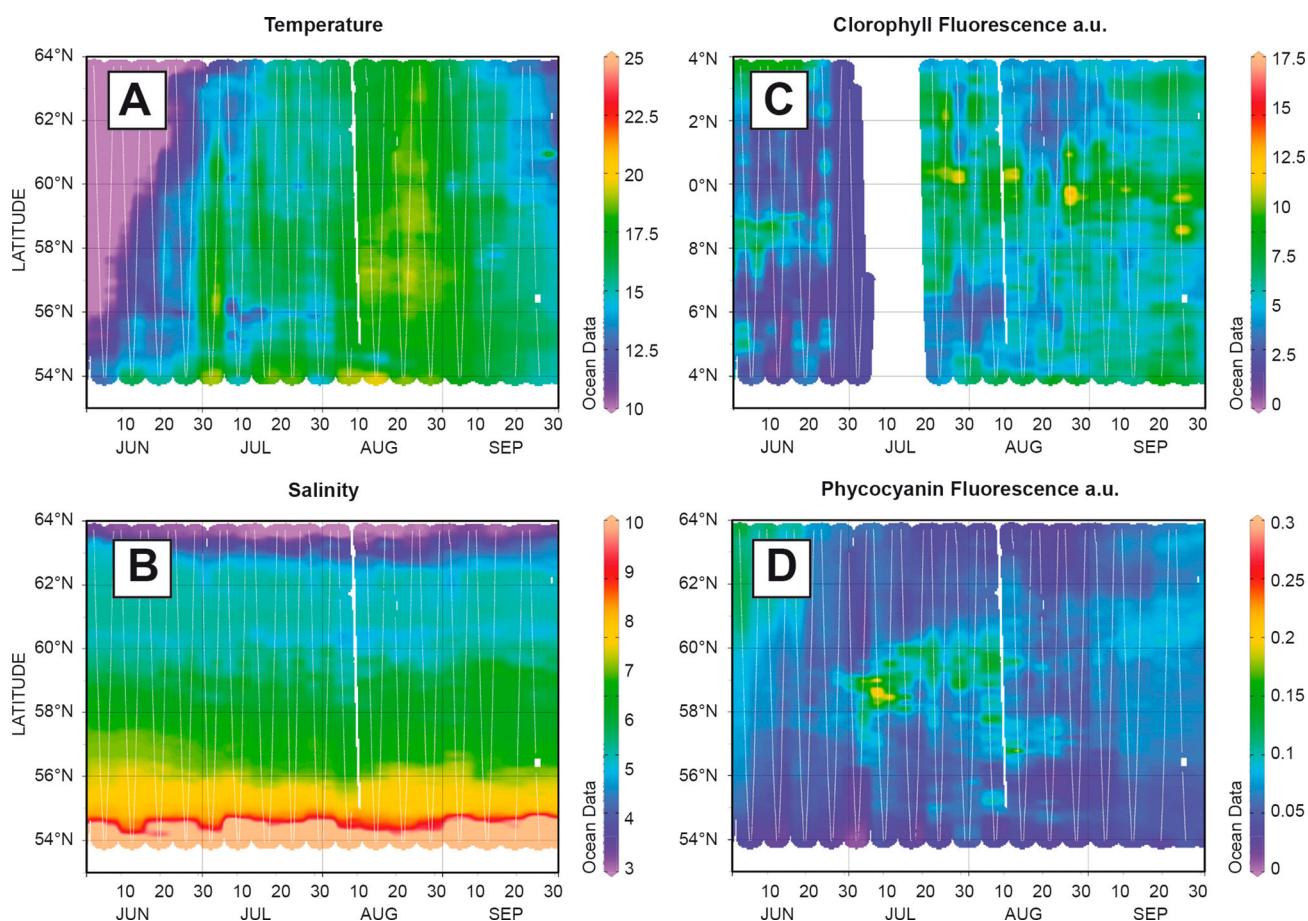 Temperature
64°N
62°N
60°N
58°N
56°N
54°N
LATITUDE
A
10 20 30 10 20 30 10 20 30 10 20 30
JUN JUL AUG SEP
25
22.5
20
17.5
15
12.5
10
Ocean Data
Clorophyll Fluorescence a.u.
4°N
2°N
0°N
8°N
6°N
4°N
C
10 20 30 10 20 30 10 20 30 10 20 30
JUN JUL AUG SEP
17.5
15
12.5
10
7.5
5
2.5
0
Ocean Data
Salinity
64°N
62°N
60°N
58°N
56°N
54°N
LATITUDE
B
10 20 30 10 20 30 10 20 30 10 20 30
JUN JUL AUG SEP
10
9
8
7
6
5
4
3
Ocean Data
Phycocyanin Fluorescence a.u.
64°N
62°N
60°N
58°N
56°N
54°N
LATITUDE
D
10 20 30 10 20 30 10 20 30 10 20 30
JUN JUL AUG SEP
0.3
0.25
0.2
0.15
0.1
0.05
0
Ocean Data